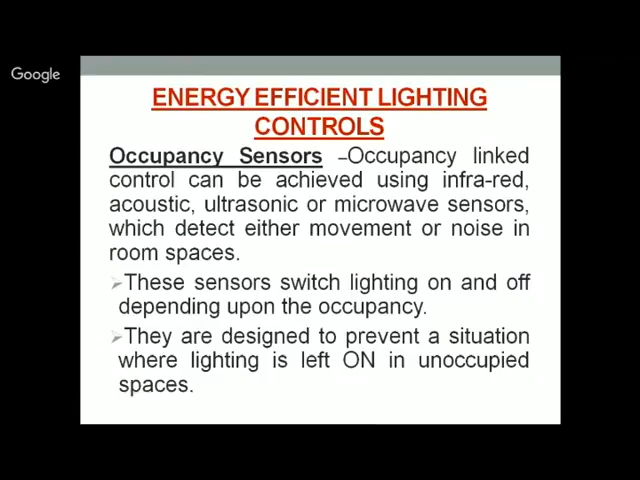 Google
ENERGY EFFICIENT LIGHTING
CONTROLS
Occupancy Sensors –Occupancy linked
control can be achieved using infra-red,
acoustic, ultrasonic or microwave sensors,
which detect either movement or noise in
room spaces.
➢These sensors switch lighting on and off
depending upon the occupancy.
➢They are designed to prevent a situation
where lighting is left ON in unoccupied
spaces.